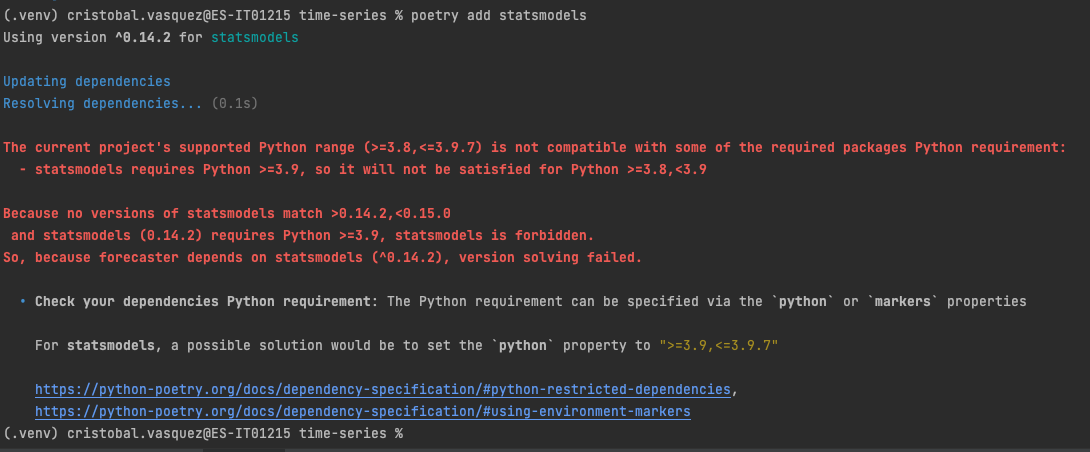 (.venv) cristobal.vasquez@ES-IT01215 time-series % poetry add statsmodels
Using version ^0.14.2 for statsmodels
Updating dependencies
Resolving dependencies... (0.1s)
The current project's supported Python range (>=3.8,<=3.9.7) is not compatible with some of the required packages Python requirement:
- statsmodels requires Python >=3.9, so it will not be satisfied for Python >=3.8,<3.9
Because no versions of statsmodels match >0.14.2,<0.15.0
and statsmodels (0.14.2) requires Python >=3.9, statsmodels is forbidden.
So, because forecaster depends on statsmodels (^0.14.2), version solving failed.
• Check your dependencies Python requirement: The Python requirement can be specified via the `python` or `markers` properties
For statsmodels, a possible solution would be to set the `python` property to ">=3.9,<=3.9.7"
https://python-poetry.org/docs/dependency-specification/#python-restricted-dependencies,
https://python-poetry.org/docs/dependency-specification/#using-environment-markers
(.venv) cristobal.vasquez@ES-IT01215 time-series %